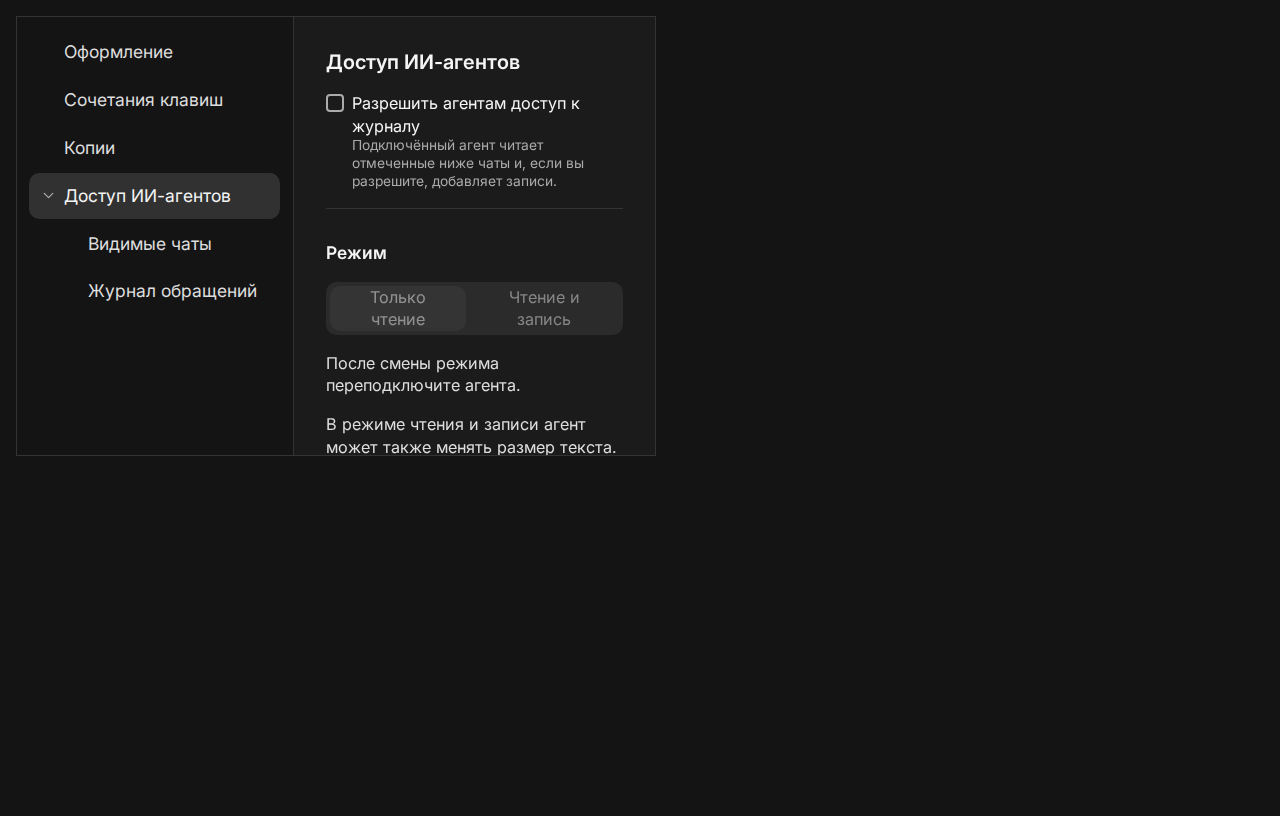 Оформление
Сочетания клавиш
Копии
Доступ ИИ-агентов
Видимые чаты
Журнал обращений
Доступ ИИ-агентов
Разрешить агентам доступ к
журналу
Подключённый агент читает
отмеченные ниже чаты и, если вы
разрешите, добавляет записи.
Режим
Только
чтение
Чтение и
запись
После смены режима
переподключите агента.
В режиме чтения и записи агент
может также менять размер текста.